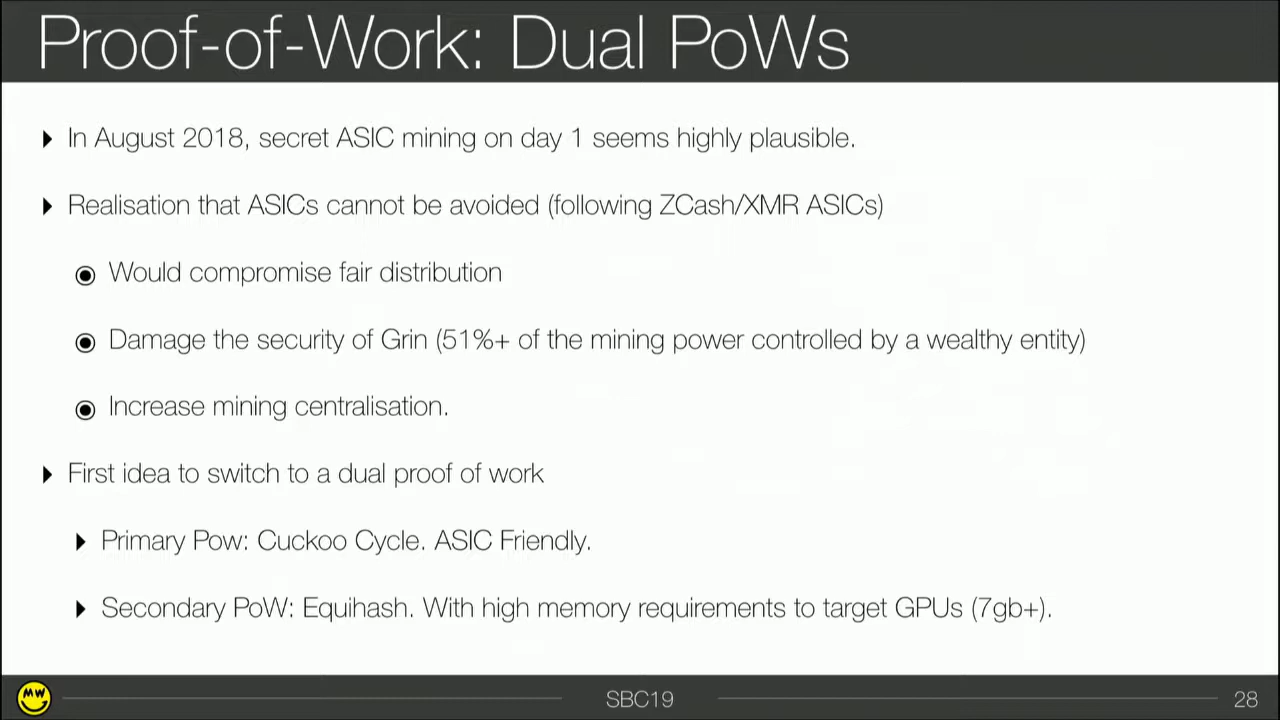 Proof-of-Work: Dual PoWs
In August 2018, secret ASIC mining on day 1 seems highly plausible.
Realisation that ASICs cannot be avoided (following ZCash/XMR ASICs)
Would compromise fair distribution
Damage the security of Grin (51%+ of the mining power controlled by a wealthy entity)
Increase mining centralisation.
First idea to switch to a dual proof of work
Primary Pow: Cuckoo Cycle. ASIC Friendly.
Secondary PoW: Equihash. With high memory requirements to target GPUs (7gb+).
MW
SBC19
28